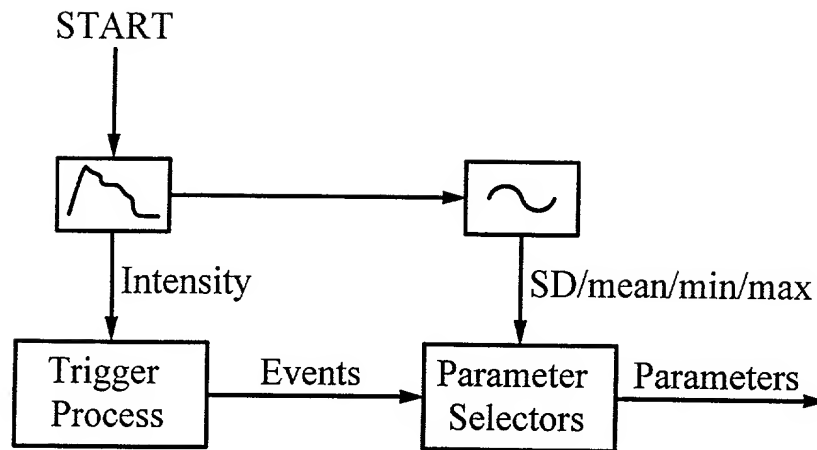 START
Intensity
SD/mean/min/max
Trigger
Process
Events
Parameter
Selectors
Parameters